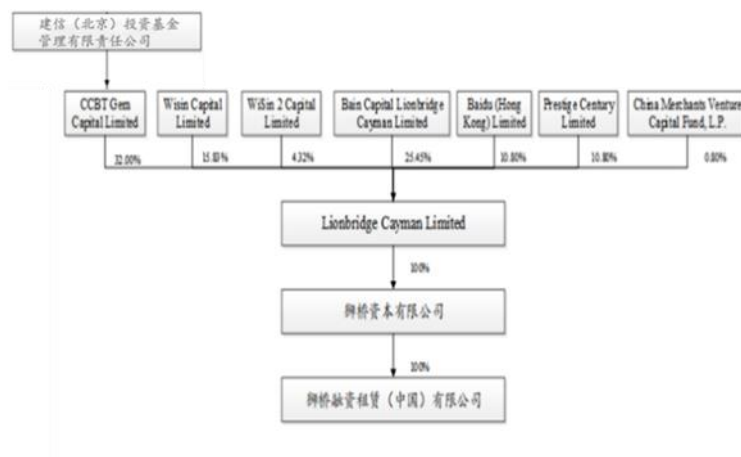 建信（北京）投资基金
管理有限责任公司
CCBT Gem
Capital Limited
Wisin Capital
Limited
WiSin 2 Capital
Limited
Bain Capital Lionbridge
Cayman Limited
Baidu (Hong
Kong) Limited
Prestige Century
Limited
China Merchants Venture
Capital Fund, L.P.
32.00%
15.83%
4.32%
25.45%
10.80%
10.80%
0.80%
Lionbridge Cayman Limited
100%
狮桥资本有限公司
100%
狮桥融资租赁（中国）有限公司